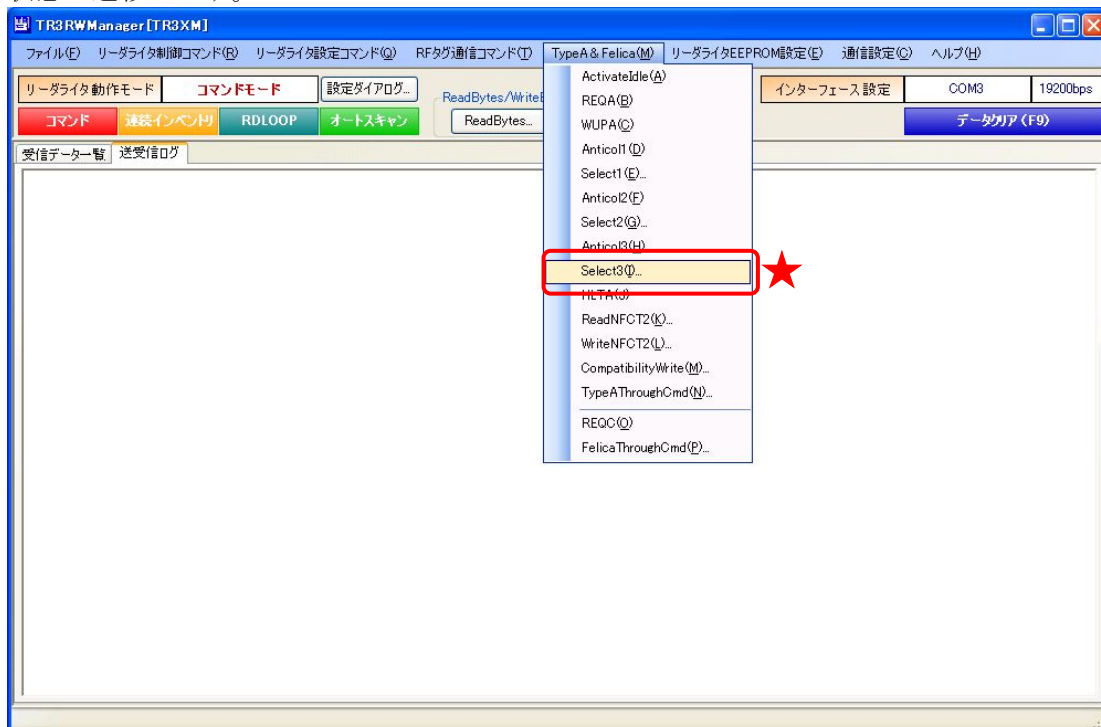 TR3RWManager[TR3XM]
ファイル(F) リーダライタ制御コマンド(R) リーダライタ設定コマンド(Q) RFタグ通信コマンド(T) TypeA & Felica(M) リーダライタEEPROM設定(E) 通信設定(C) ヘルプ(H)
リーダライタ動作モード コマンドモード 設定ダイアログ... ReadBytes/Write インターフェース設定 COM3 19200bps
コマンド 連続インベントリ RDLOOP オートスキャン ReadBytes... データクリア(F9)
受信データ一覧 送受信ログ
ActivateIdle(A)
REQA(B)
WUPA(C)
Anticol1(D)
Select1(E)...
Anticol2(F)
Select2(G)...
Anticol3(H)
Select3(I)...
HLTA(J)
ReadNFCT2(K)...
WriteNFCT2(L)...
CompatibilityWrite(M)...
TypeAThroughCmd(N)...
REQC(O)
FelicaThroughCmd(P)...